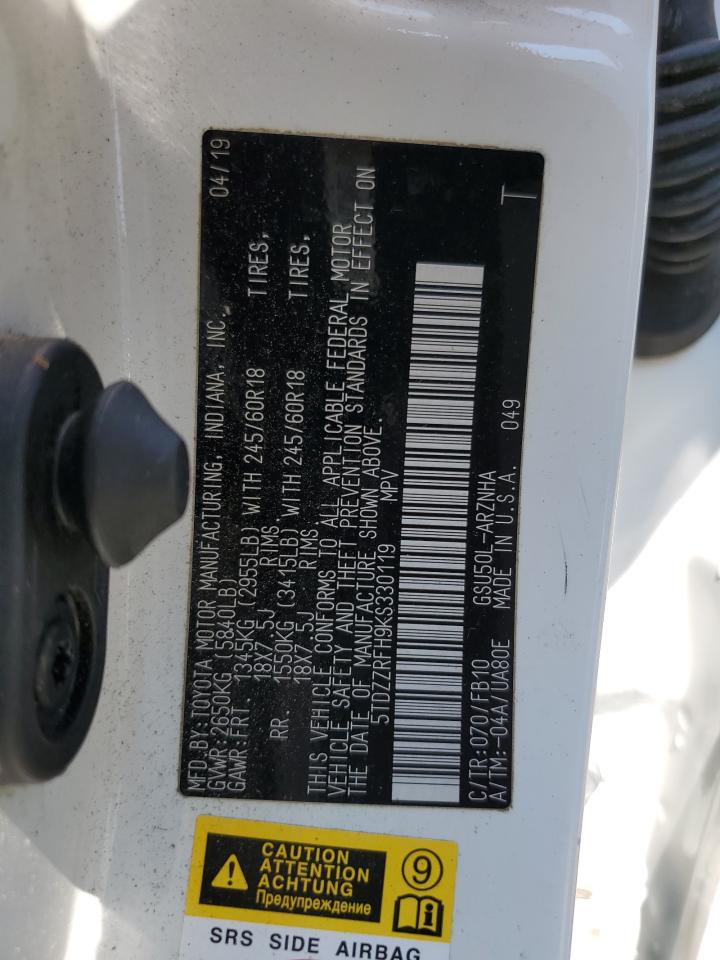 MFD.BY:TOYOTA MOTOR MANUFACTURING, INDIANA, INC. 04/19
GVWR:2650KG (5840LB)
GAWR:FRT. 1345KG (2955LB) WITH 245/60R18 TIRES,
18X7.5J RIMS,
RR. 1550KG (3415LB) WITH 245/60R18 TIRES,
18X7.5J RIMS,
THIS VEHICLE CONFORMS TO ALL APPLICABLE FEDERAL MOTOR
VEHICLE SAFETY AND THEFT PREVENTION STANDARDS IN EFFECT ON
THE DATE OF MANUFACTURE SHOWN ABOVE.
5TDZZRFH9KS330119 MPV
C/TR:070/FB10 GSU50L-ARZNHA
A/TM:-04A/UA80E MADE IN U.S.A. 049 T
CAUTION
ATTENTION
ACHTUNG
Предупреждение
9
SRS SIDE AIRBAG